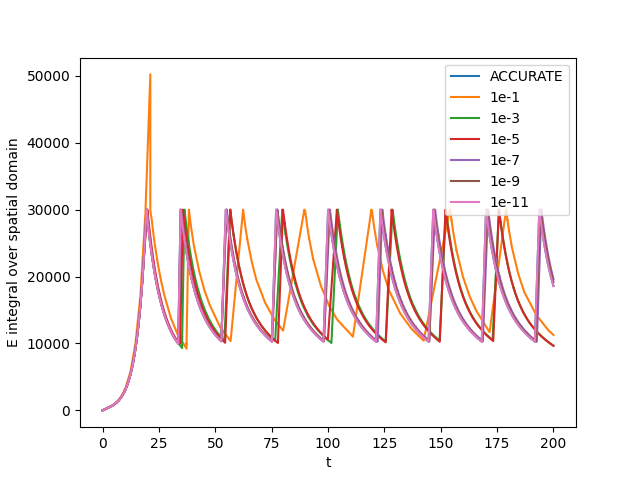 50000
40000
30000
20000
10000
0
E integral over spatial domain
ACCURATE
1e-1
1e-3
1e-5
1e-7
1e-9
1e-11
0 25 50 75 100 125 150 175 200
t